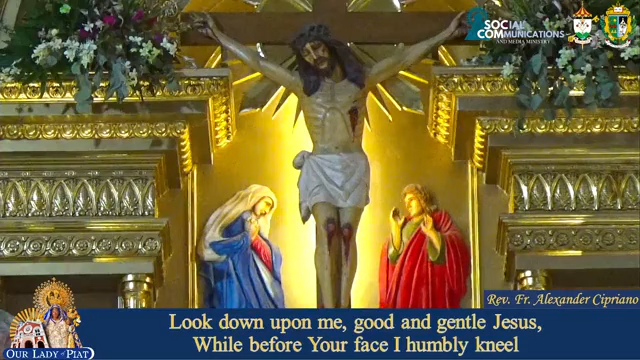 SOCIAL
COMMUNICATIONS
AND MEDIA MINISTRY
Rev. Fr. Alexander Cipriano
OUR LADY of PIAT
Look down upon me, good and gentle Jesus,
While before Your face I humbly kneel